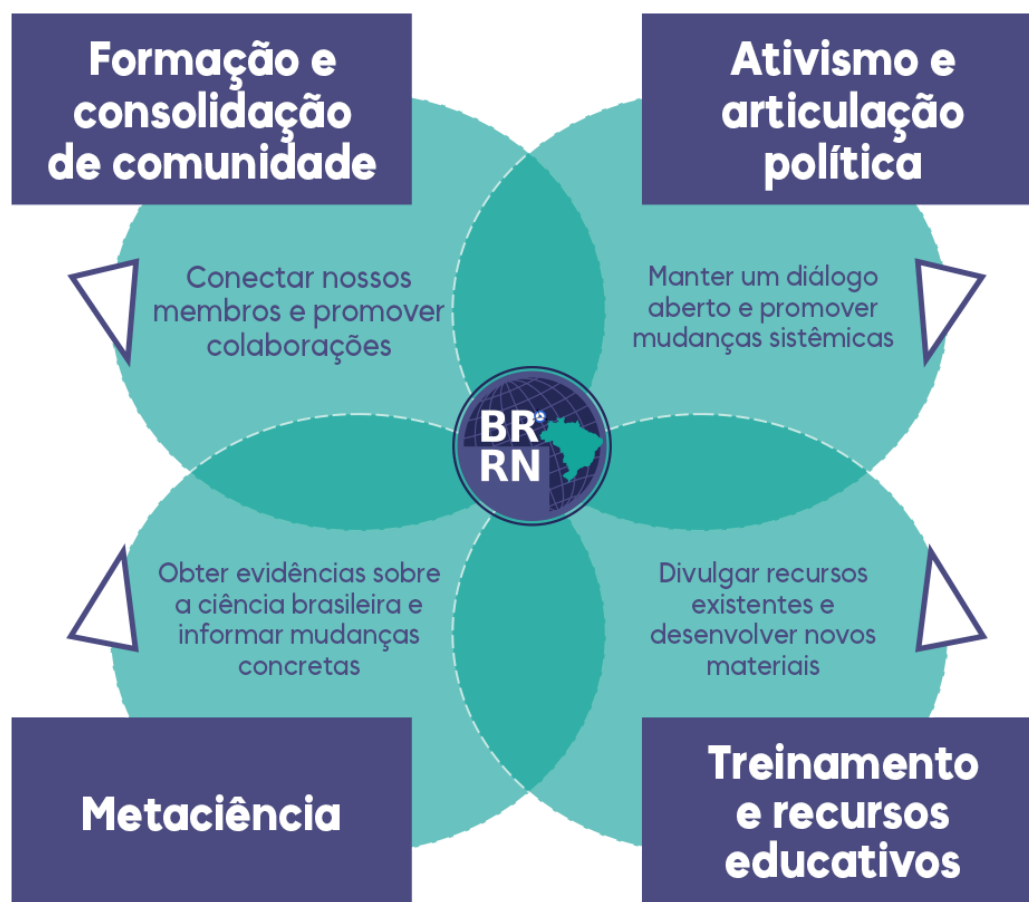 Formação e
consolidação
de comunidade
Conectar nossos
membros e promover
colaborações
Ativismo e
articulação
política
Manter um diálogo
aberto e promover
mudanças sistêmicas
BR
RN
Obter evidências sobre
a ciência brasileira e
informar mudanças
concretas
Metaciência
Divulgar recursos
existentes e
desenvolver novos
materiais
Treinamento
e recursos
educativos